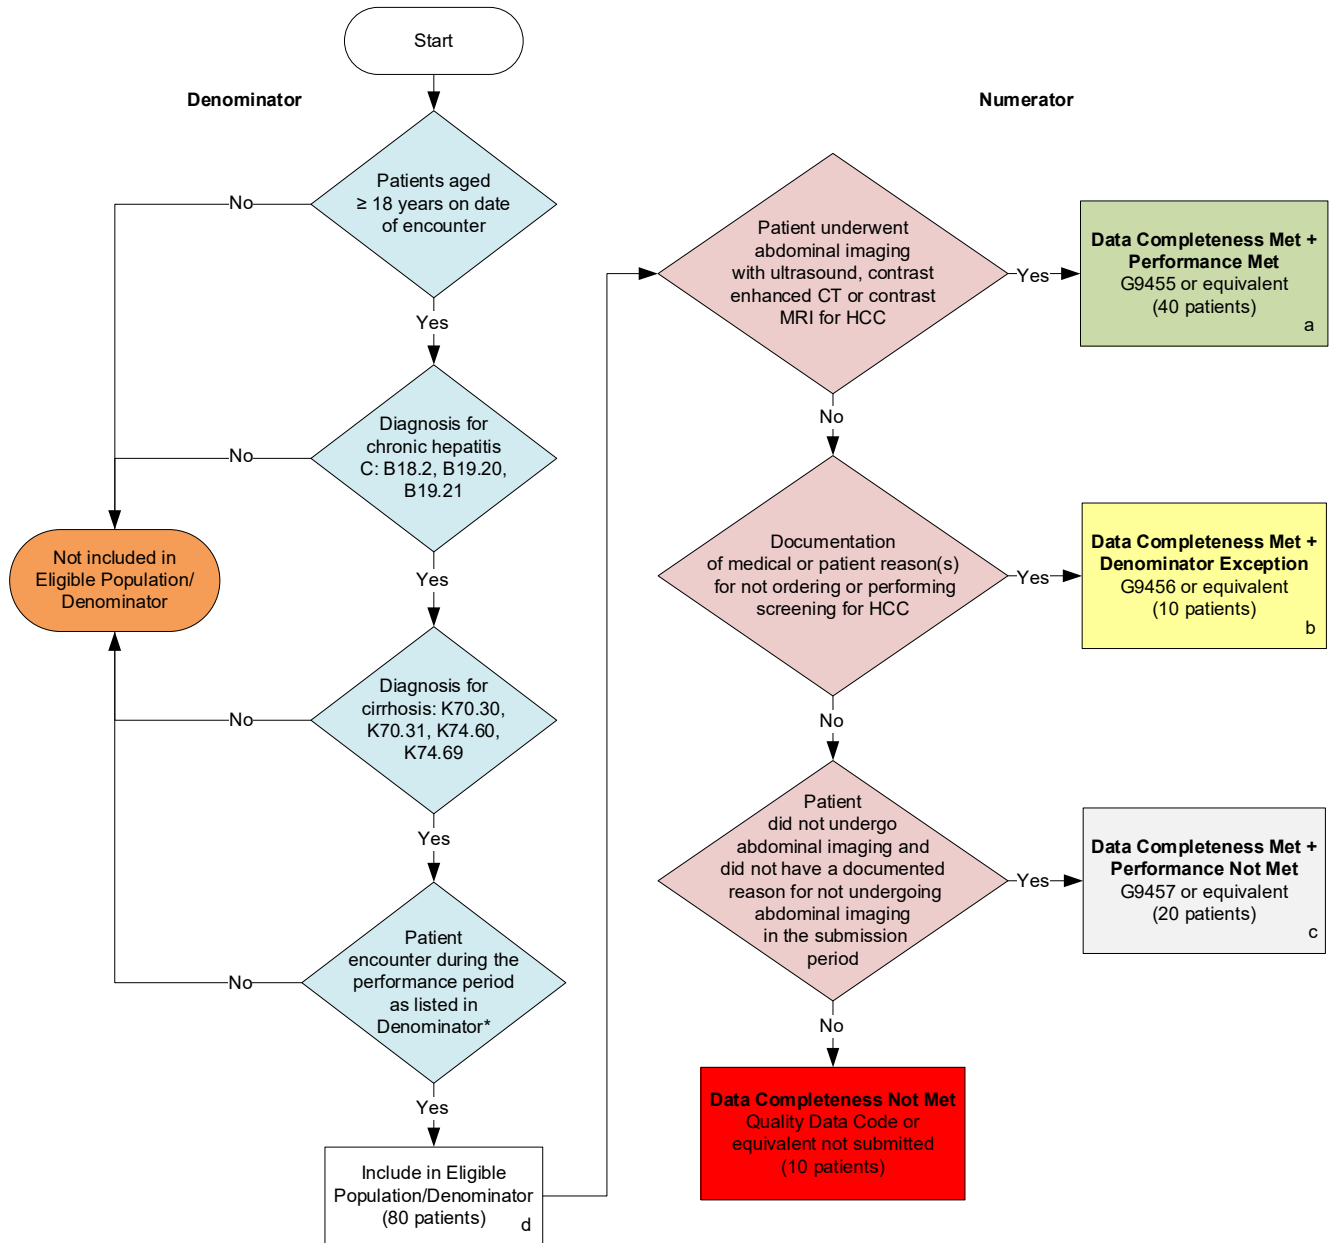 Start
Denominator
Numerator
Patients aged
≥ 18 years on date
of encounter
No
Yes
Diagnosis for
chronic hepatitis
C: B18.2, B19.20,
B19.21
No
Yes
Not included in
Eligible Population/
Denominator
Diagnosis for
cirrhosis: K70.30,
K70.31, K74.60,
K74.69
No
Yes
Patient
encounter during the
performance period
as listed in
Denominator*
No
Yes
Include in Eligible
Population/Denominator
(80 patients)
d
Patient underwent
abdominal imaging
with ultrasound, contrast
enhanced CT or contrast
MRI for HCC
Yes
Data Completeness Met +
Performance Met
G9455 or equivalent
(40 patients)
a
No
Documentation
of medical or patient reason(s)
for not ordering or performing
screening for HCC
Yes
Data Completeness Met +
Denominator Exception
G9456 or equivalent
(10 patients)
b
No
Patient
did not undergo
abdominal imaging and
did not have a documented
reason for not undergoing
abdominal imaging
in the submission
period
Yes
Data Completeness Met +
Performance Not Met
G9457 or equivalent
(20 patients)
c
No
Data Completeness Not Met
Quality Data Code or
equivalent not submitted
(10 patients)